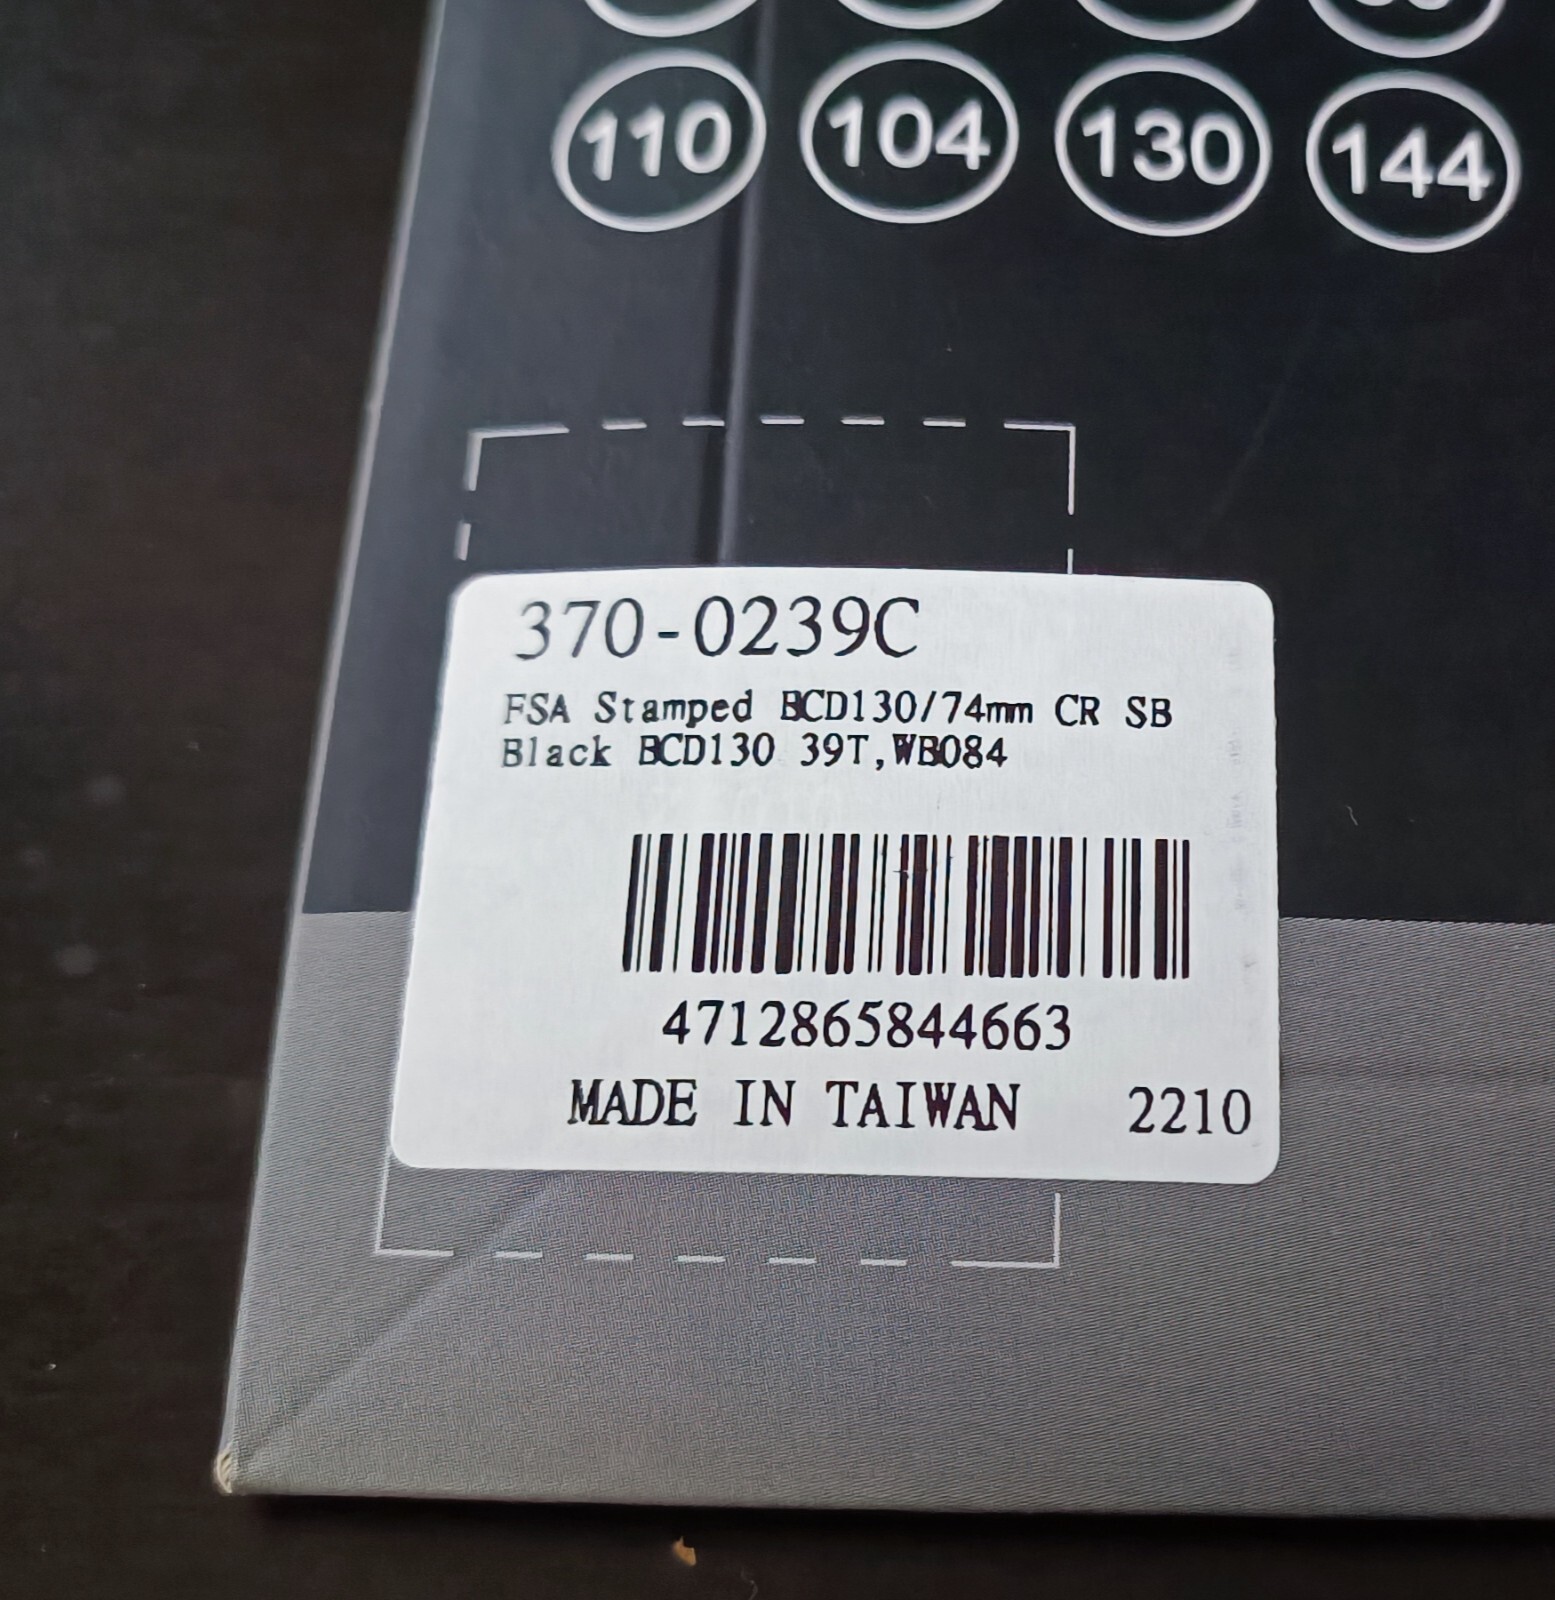 110 104 130 144
370-0239C
FSA Stamped BCD130/74mm CR SB
Black BCD130 39T,WB084
4712865844663
MADE IN TAIWAN 2210